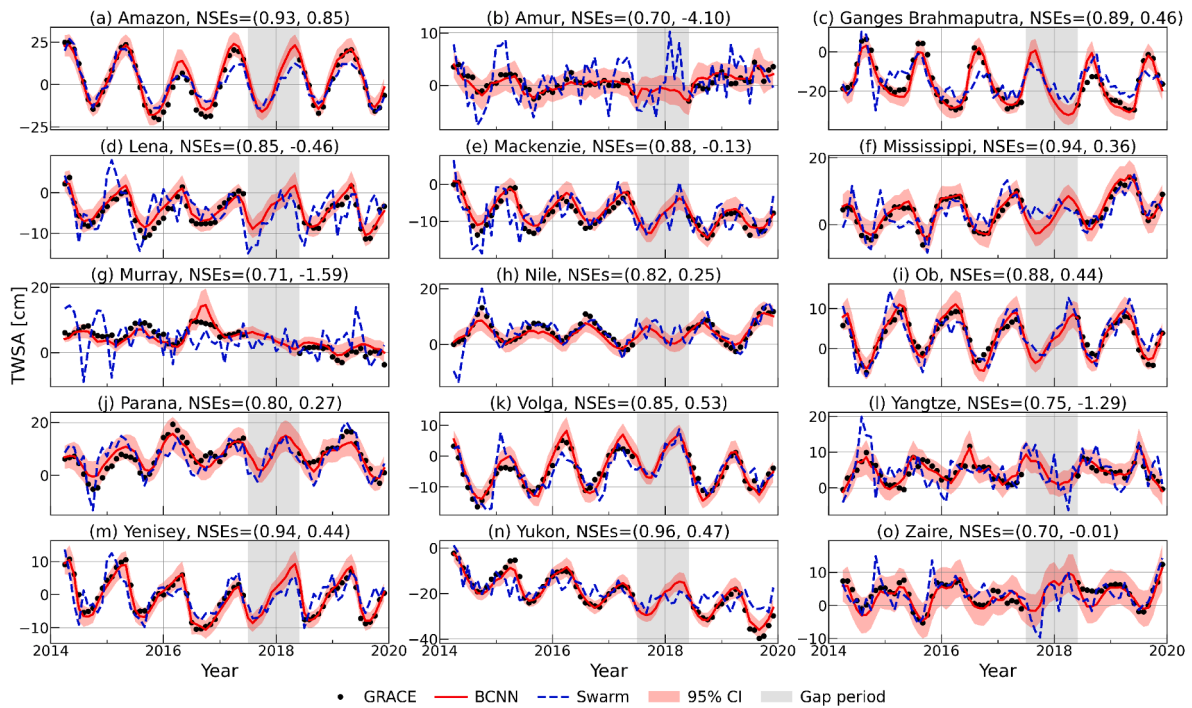 (a) Amazon, NSEs=(0.93, 0.85)
(b) Amur, NSEs=(0.70, -4.10)
(c) Ganges Brahmaputra, NSEs=(0.89, 0.46)
25
0
−25
10
0
0
−20
(d) Lena, NSEs=(0.85, -0.46)
(e) Mackenzie, NSEs=(0.88, -0.13)
(f) Mississippi, NSEs=(0.94, 0.36)
0
−10
0
−10
20
0
(g) Murray, NSEs=(0.71, -1.59)
(h) Nile, NSEs=(0.82, 0.25)
(i) Ob, NSEs=(0.88, 0.44)
TWSA [cm]
20
0
20
0
10
0
(j) Parana, NSEs=(0.80, 0.27)
(k) Volga, NSEs=(0.85, 0.53)
(l) Yangtze, NSEs=(0.75, -1.29)
20
0
10
0
−10
20
10
0
(m) Yenisey, NSEs=(0.94, 0.44)
(n) Yukon, NSEs=(0.96, 0.47)
(o) Zaire, NSEs=(0.70, -0.01)
10
0
−10
0
−20
−40
10
0
−10
2014 2016 2018 2020
2014 2016 2018 2020
2014 2016 2018 2020
Year
Year
Year
GRACE BCNN Swarm 95% CI Gap period